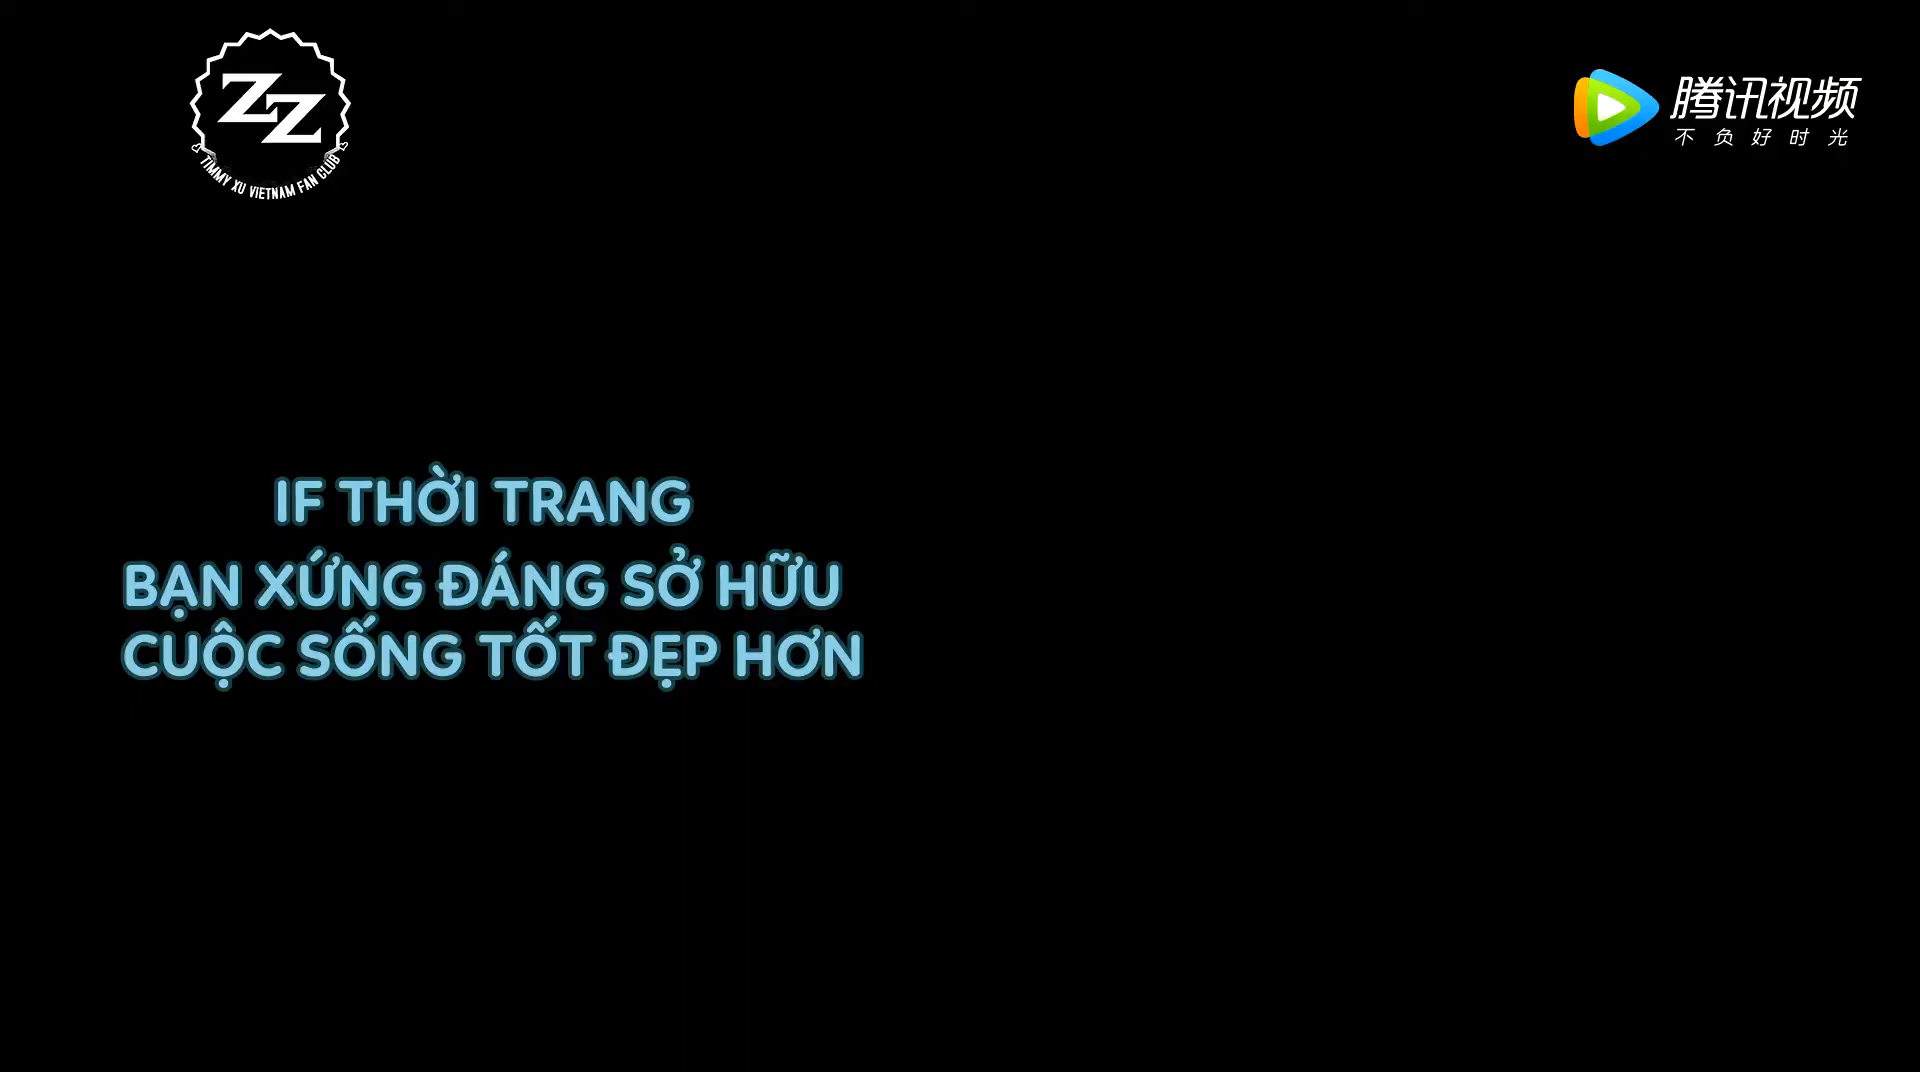 ZZ
TIMMY XU VIETNAM FAN CLUB
腾讯视频
不负好时光
IF THỜI TRANG
BẠN XỨNG ĐÁNG SỞ HỮU
CUỘC SỐNG TỐT ĐẸP HƠN